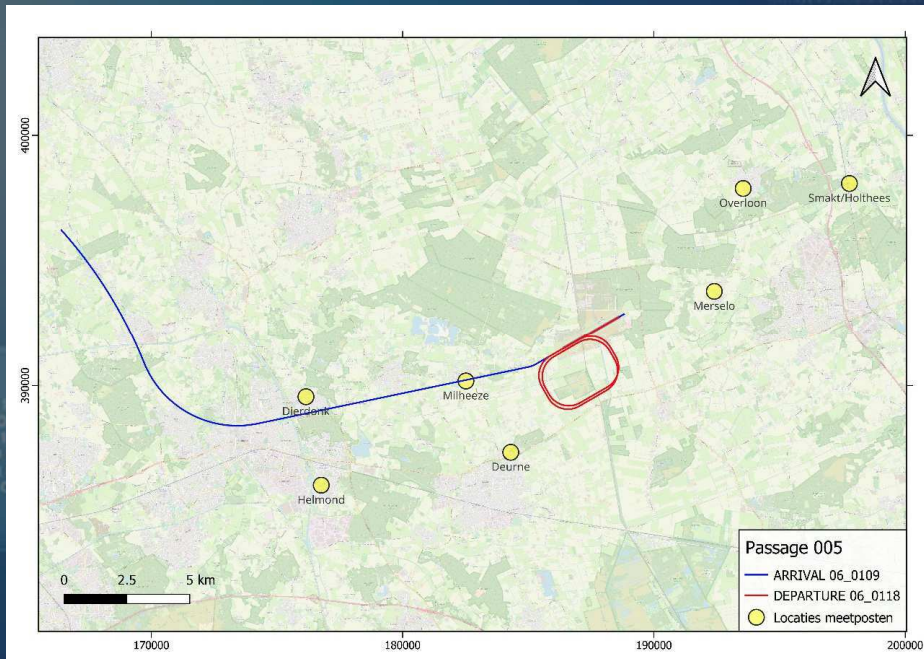 400000
390000
Overloon
Smakt/Holthees
Merselo
Milheeze
Dierdonk
Deurne
Helmond
0 2.5 5 km
Passage 005
ARRIVAL 06_0109
DEPARTURE 06_0118
Locaties meetposten
170000 180000 190000 200000